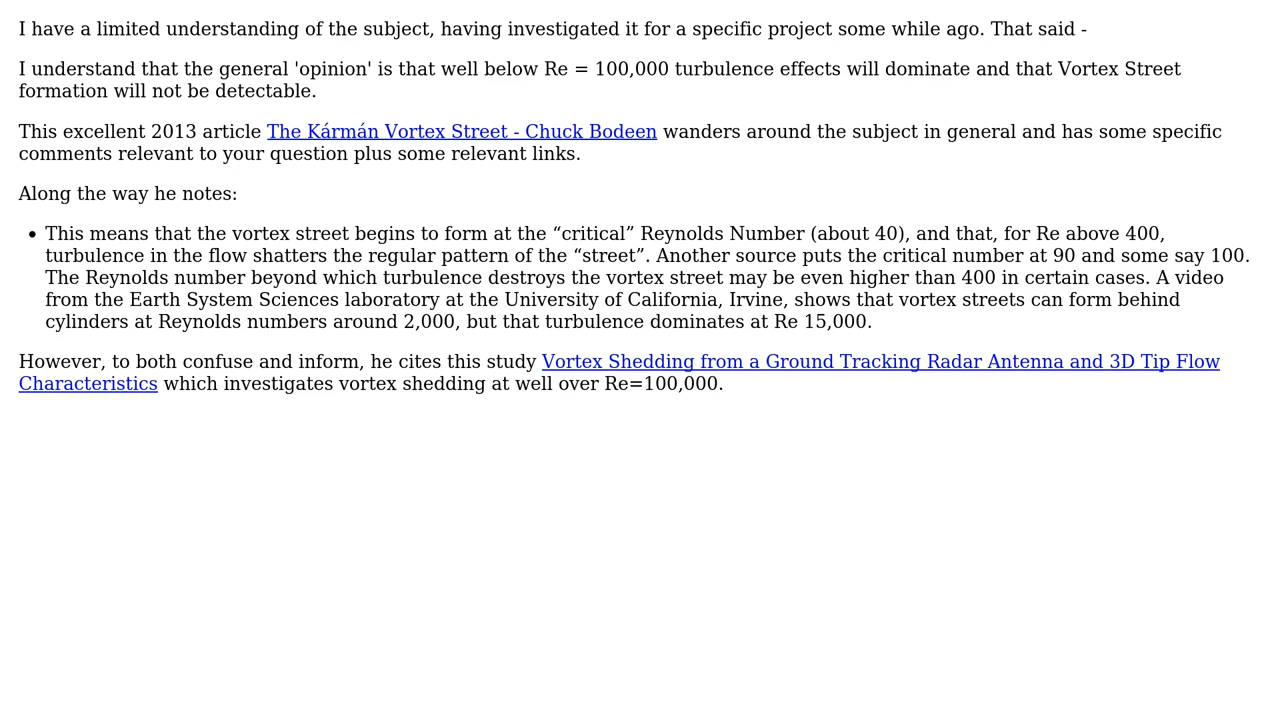 I have a limited understanding of the subject, having investigated it for a specific project some while ago. That said -
I understand that the general 'opinion' is that well below Re = 100,000 turbulence effects will dominate and that Vortex Street
formation will not be detectable.
This excellent 2013 article The Kármán Vortex Street - Chuck Bodeen wanders around the subject in general and has some specific
comments relevant to your question plus some relevant links.
Along the way he notes:
• This means that the vortex street begins to form at the “critical” Reynolds Number (about 40), and that, for Re above 400,
turbulence in the flow shatters the regular pattern of the “street”. Another source puts the critical number at 90 and some say 100.
The Reynolds number beyond which turbulence destroys the vortex street may be even higher than 400 in certain cases. A video
from the Earth System Sciences laboratory at the University of California, Irvine, shows that vortex streets can form behind
cylinders at Reynolds numbers around 2,000, but that turbulence dominates at Re 15,000.
However, to both confuse and inform, he cites this study Vortex Shedding from a Ground Tracking Radar Antenna and 3D Tip Flow
Characteristics which investigates vortex shedding at well over Re=100,000.